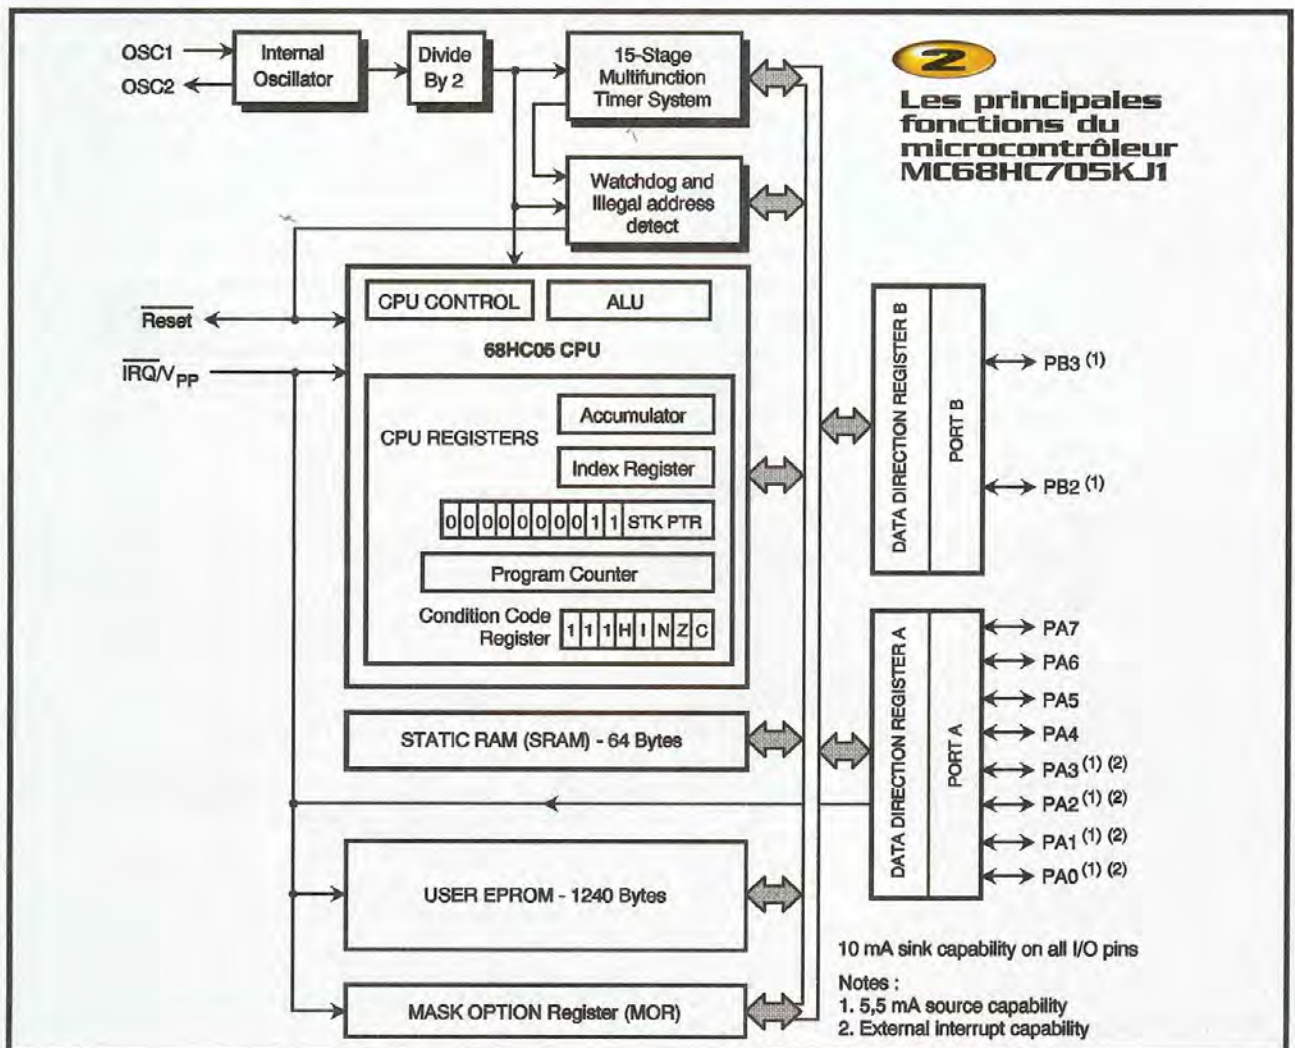 OSC1
OSC2
Internal
Oscillator
Divide
By 2
15-Stage
Multifunction
Timer System
Watchdog and
Illegal address
detect
2
Les principales
fonctions du
microcontrôleur
MC68HC705KJ1
Reset
IRQ/VPP
CPU CONTROL
ALU
68HC05 CPU
CPU REGISTERS
Accumulator
Index Register
0 0 0 0 0 0 0 0 1 1 STK PTR
Program Counter
Condition Code
Register
1 1 1 H I N Z C
STATIC RAM (SRAM) - 64 Bytes
USER EPROM - 1240 Bytes
MASK OPTION Register (MOR)
DATA DIRECTION REGISTER B
PORT B
PB3 (1)
PB2 (1)
DATA DIRECTION REGISTER A
PORT A
PA7
PA6
PA5
PA4
PA3 (1) (2)
PA2 (1) (2)
PA1 (1) (2)
PA0 (1) (2)
10 mA sink capability on all I/O pins
Notes :
1. 5,5 mA source capability
2. External interrupt capability